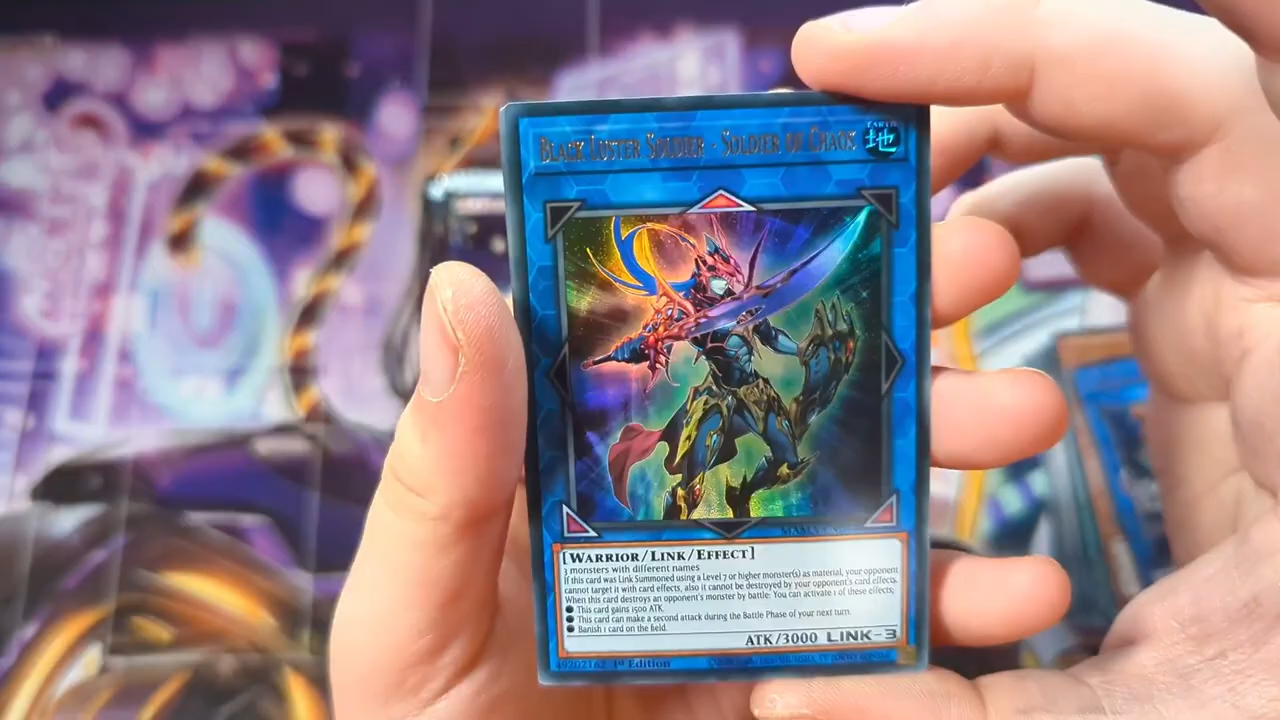 BLACK LUSTER SOLDIER - SOLDIER OF CHAOS
EARTH
地
[WARRIOR/LINK/EFFECT]
3 monsters with different names
If this card was Link Summoned using a Level 7 or higher monster(s) as material, your opponent
cannot target it with card effects, also it cannot be destroyed by your opponent's card effects.
When this card destroys an opponent's monster by battle: You can activate 1 of these effects;
● This card gains 1500 ATK.
● This card can make a second attack during the Battle Phase of your next turn.
● Banish 1 card on the field.
ATK/3000 LINK-3
49202162 1st Edition